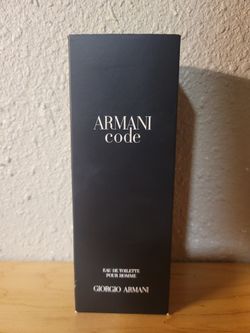 ARMANI
code
EAU DE TOILETTE
POUR HOMME
GIORGIO ARMANI